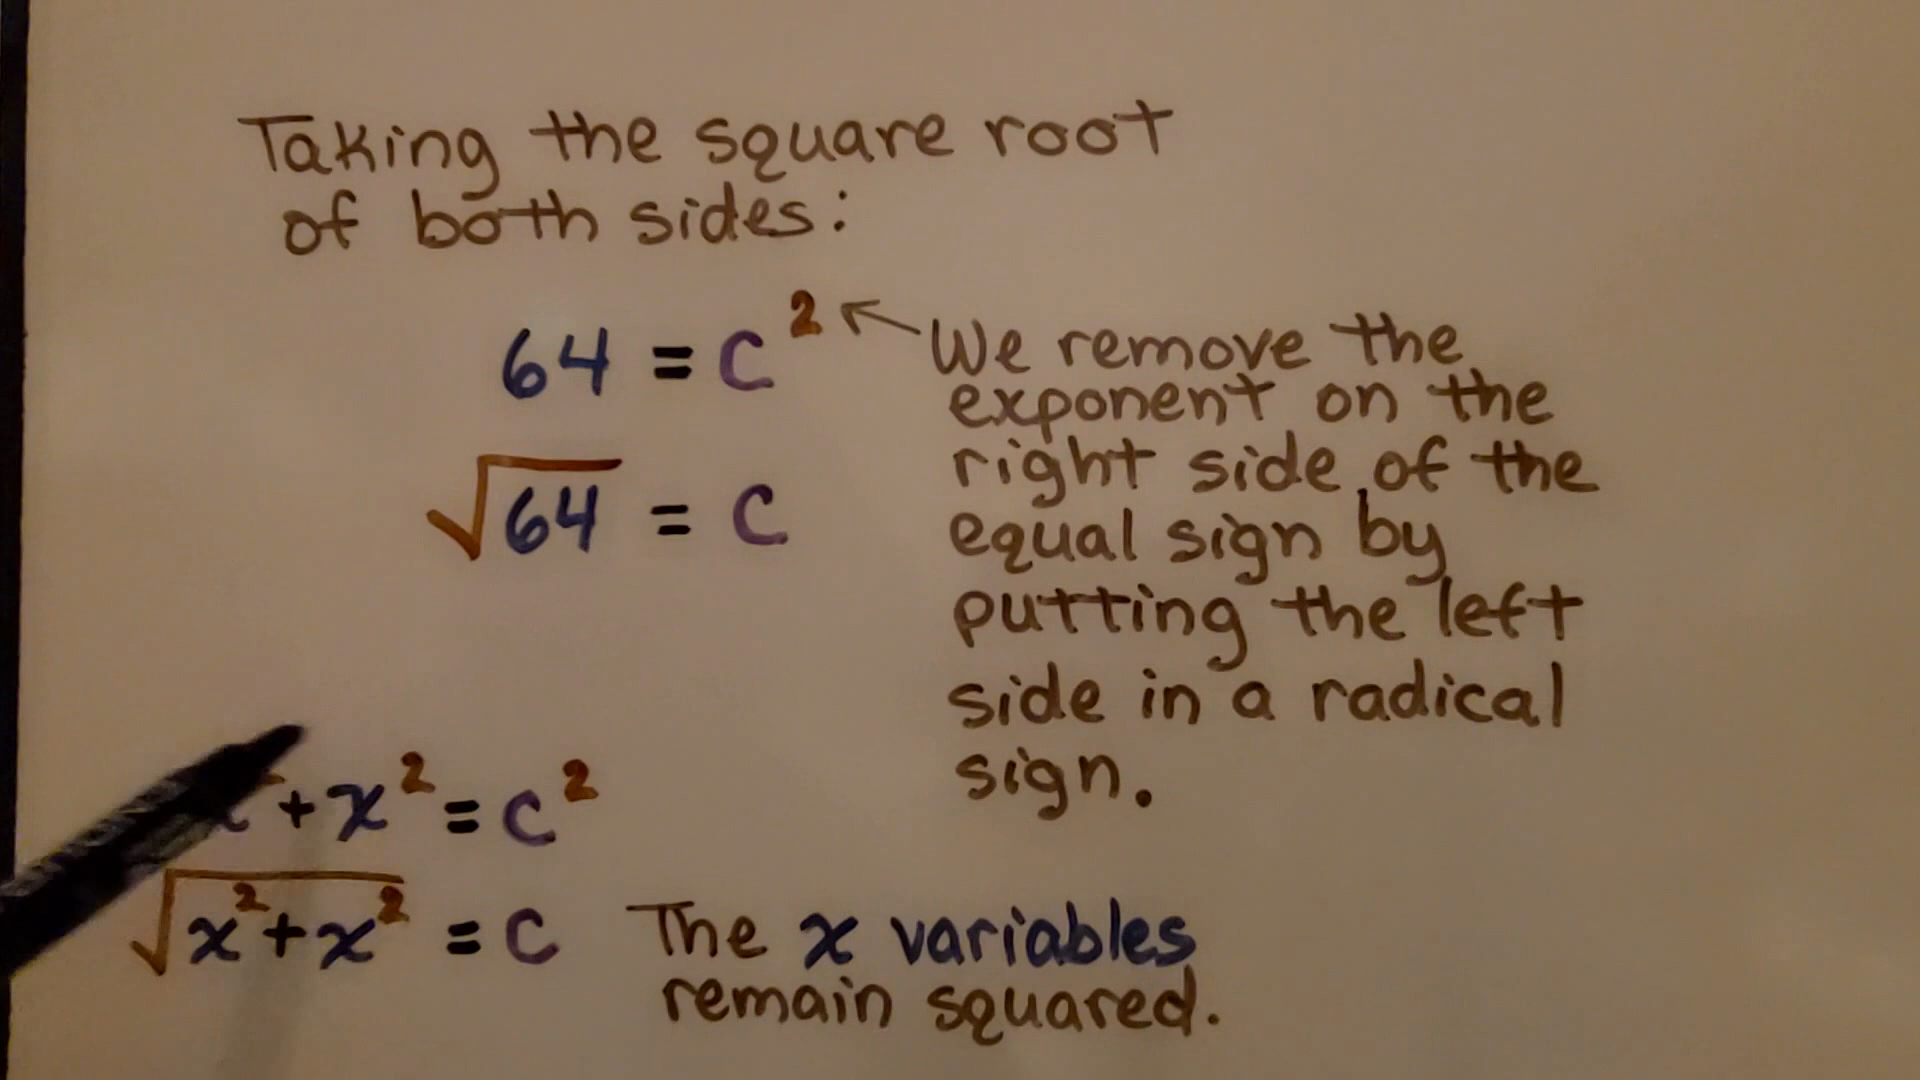 Taking the square root
of both sides:
64 = c²
√64 = c
We remove the
exponent on the
right side of the
equal sign by
putting the left
side in a radical
sign.
+ x² = c²
√x²+x² = c
The x variables
remain squared.